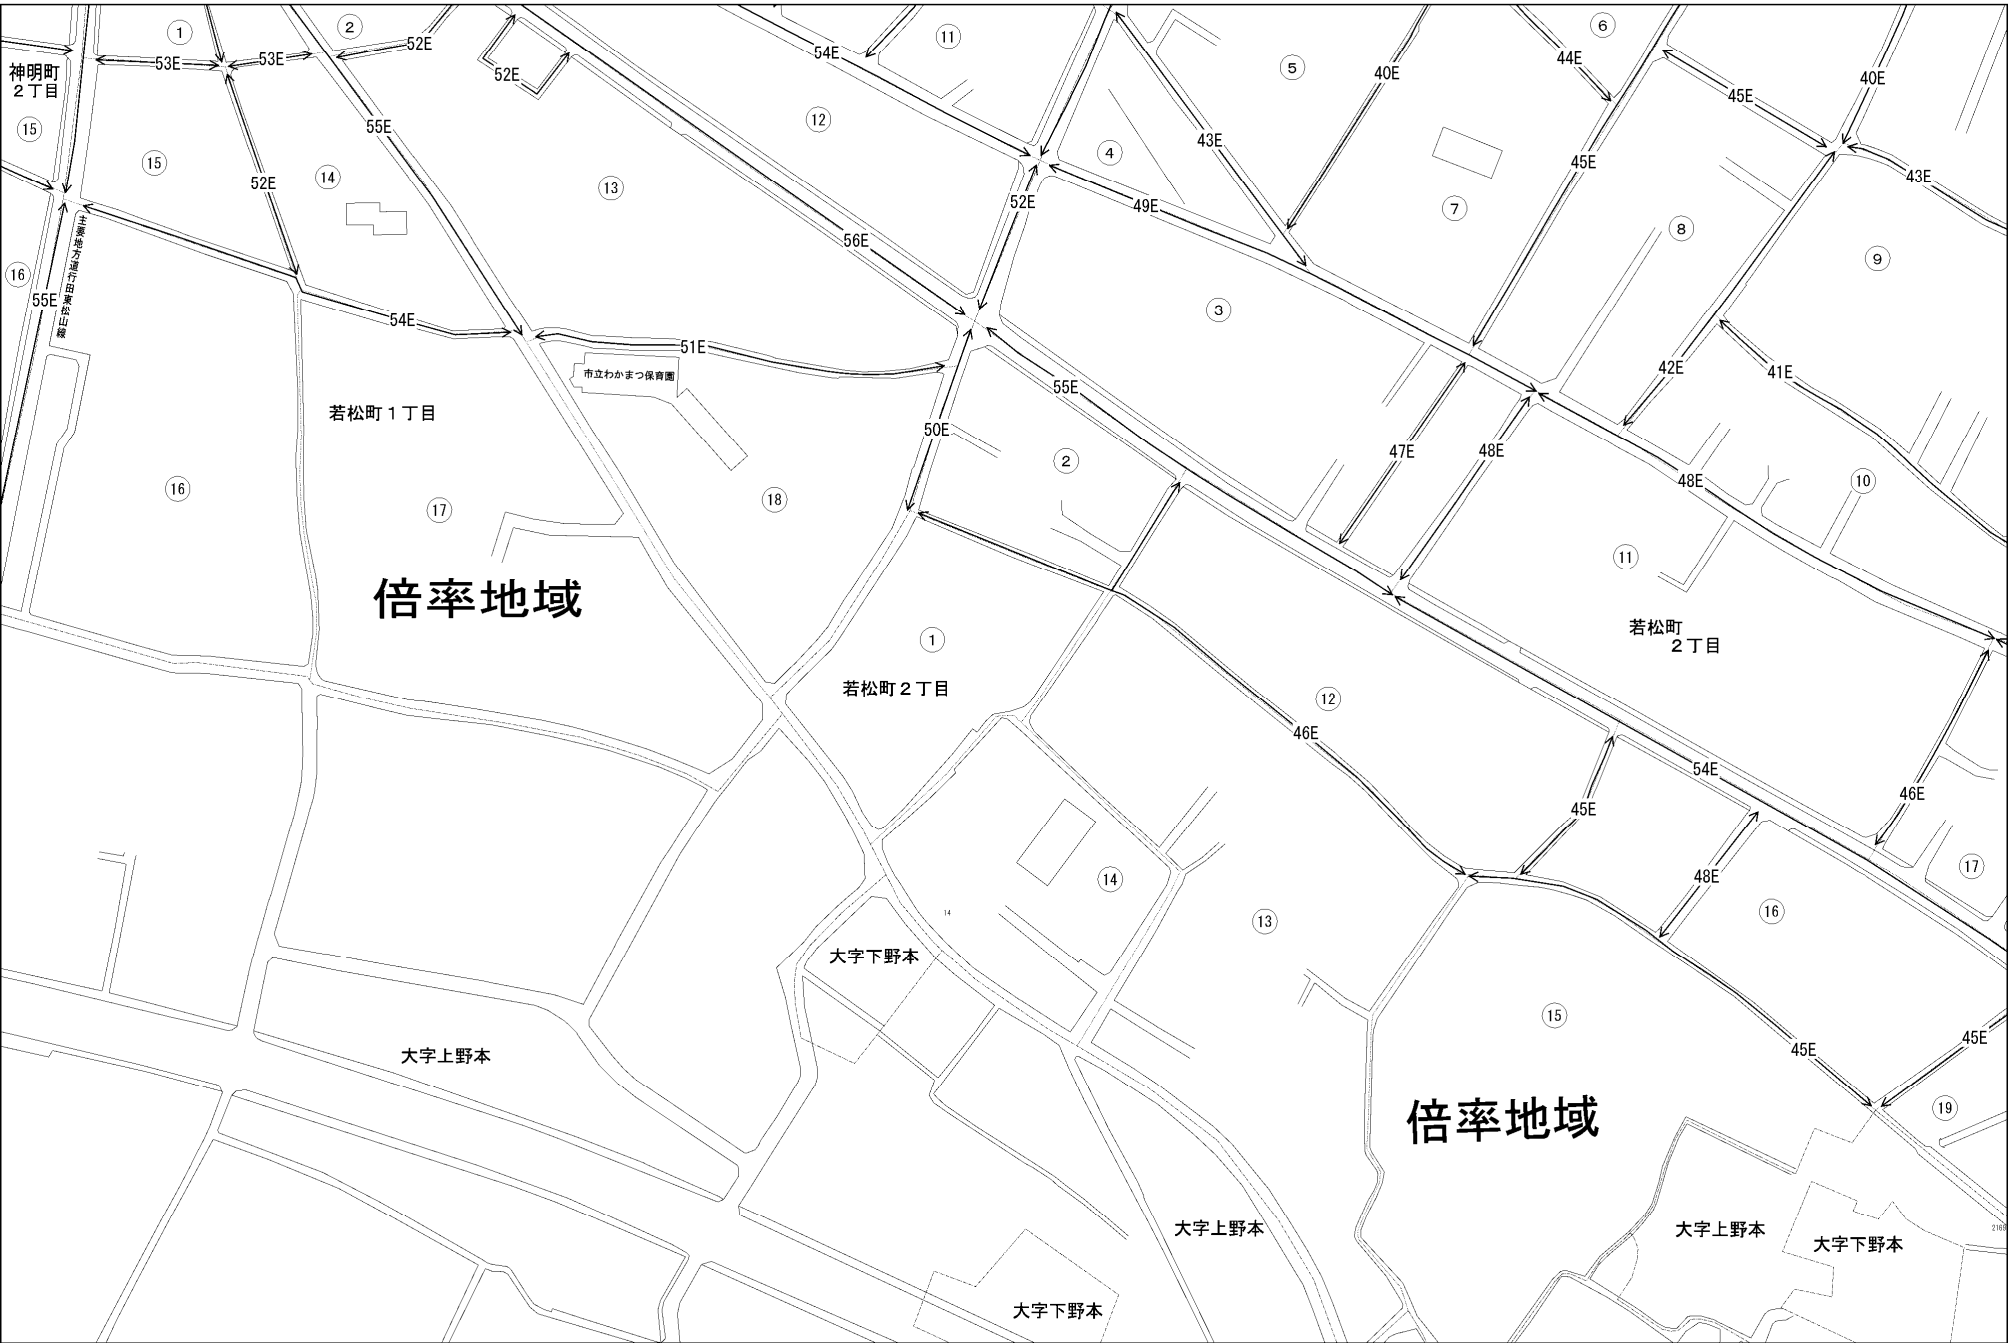 ①
②
52E
53E
53E
神明町
２丁目
52E
54E
⑪
⑤
40E
44E
⑥
45E
40E
⑮
55E
⑫
43E
④
⑮
52E
⑭
⑬
52E
49E
45E
⑦
43E
⑧
⑨
56E
⑯
55E
主要地方道行田東松山線
54E
51E
③
市立わかまつ保育園
55E
42E
41E
若松町１丁目
50E
②
47E
48E
48E
⑩
⑯
⑰
⑱
⑪
倍率地域
①
若松町２丁目
若松町
２丁目
⑫
46E
54E
45E
46E
48E
⑰
⑭
14
⑬
⑯
大字下野本
⑮
45E
45E
大字上野本
倍率地域
⑲
大字上野本
大字上野本
大字下野本
大字下野本